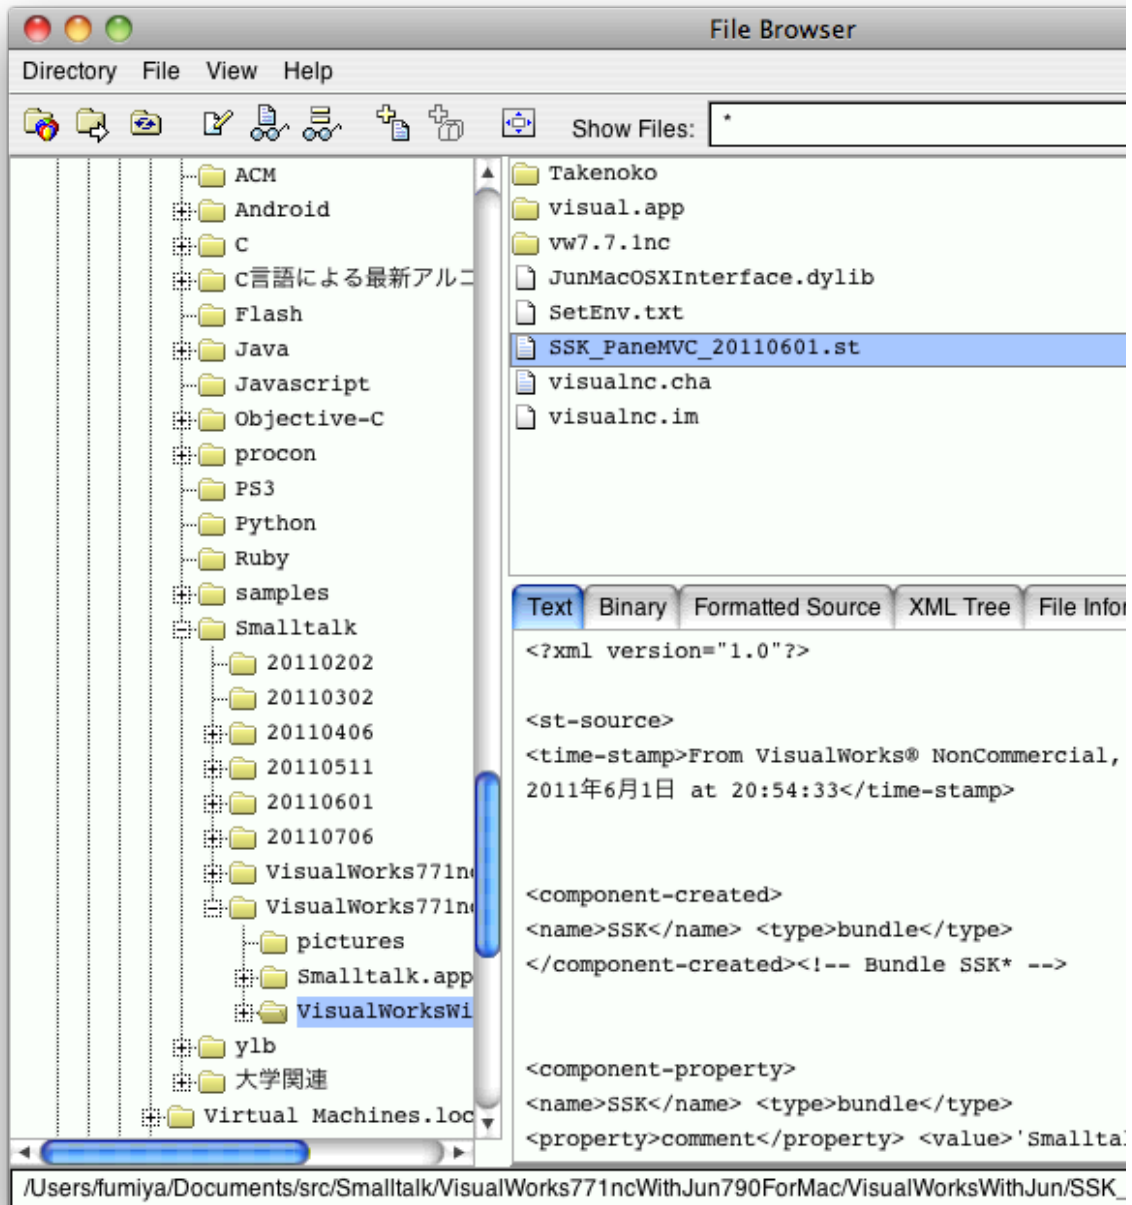 File Browser
Directory File View Help
Show Files: *
ACM
Android
C
C言語による最新アルゴ
Flash
Java
Javascript
Objective-C
procon
PS3
Python
Ruby
samples
Smalltalk
20110202
20110302
20110406
20110511
20110601
20110706
VisualWorks771n
VisualWorks771n
pictures
Smalltalk.app
VisualWorksWi
ylb
大学関連
Virtual Machines.loc
Takenoko
visual.app
vw7.7.1nc
JunMacOSXInterface.dylib
SetEnv.txt
SSK_PaneMVC_20110601.st
visualnc.cha
visualnc.im
Text Binary Formatted Source XML Tree File Infor
<?xml version="1.0"?>
<st-source>
<time-stamp>From VisualWorks® NonCommercial,
2011年6月1日 at 20:54:33</time-stamp>
<component-created>
<name>SSK</name> <type>bundle</type>
</component-created><!-- Bundle SSK* -->
<component-property>
<name>SSK</name> <type>bundle</type>
<property>comment</property> <value>'Smalltal
/Users/fumiya/Documents/src/Smalltalk/VisualWorks771ncWithJun790ForMac/VisualWorksWithJun/SSK_